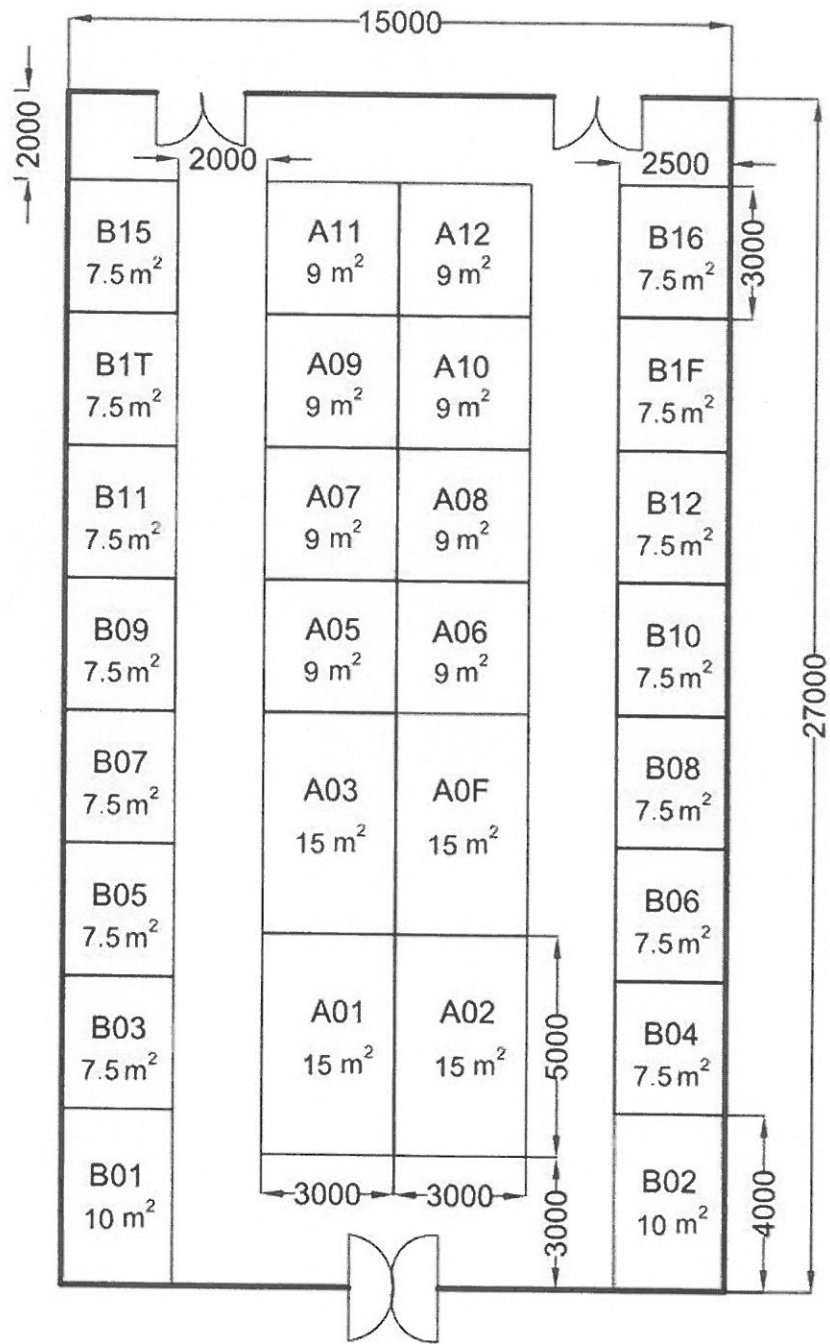 15000
2000
2000
2500
B15
7.5 m²
A11
9 m²
A12
9 m²
B16
7.5 m²
3000
B1T
7.5 m²
A09
9 m²
A10
9 m²
B1F
7.5 m²
B11
7.5 m²
A07
9 m²
A08
9 m²
B12
7.5 m²
B09
7.5 m²
A05
9 m²
A06
9 m²
B10
7.5 m²
27000
B07
7.5 m²
A03
15 m²
A0F
15 m²
B08
7.5 m²
B05
7.5 m²
B06
7.5 m²
B03
7.5 m²
A01
15 m²
A02
15 m²
5000
B04
7.5 m²
B01
10 m²
3000
3000
3000
B02
10 m²
4000